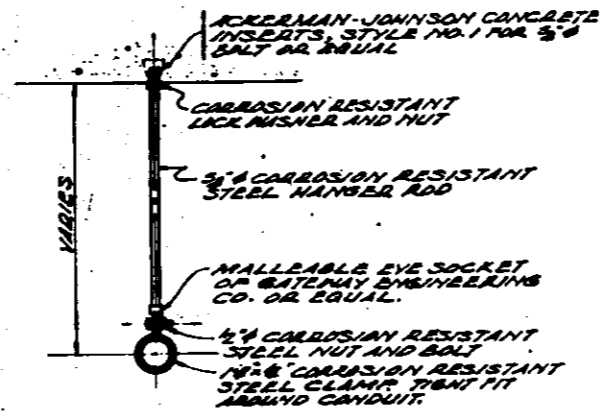 ACKERMAN-JOHNSON CONCRETE
INSERTS, STYLE NO. 1 FOR ⌀
BOLT OR EQUAL
CORROSION RESISTANT
LOCK WASHER AND NUT
⌀ CORROSION RESISTANT
STEEL HANGER ROD
VARIES
MALLEABLE EYE SOCKET
OF GATEWAY ENGINEERING
CO. OR EQUAL.
½"⌀ CORROSION RESISTANT
STEEL NUT AND BOLT
CORROSION RESISTANT
STEEL CLAMP. TIGHT FIT
AROUND CONDUIT.